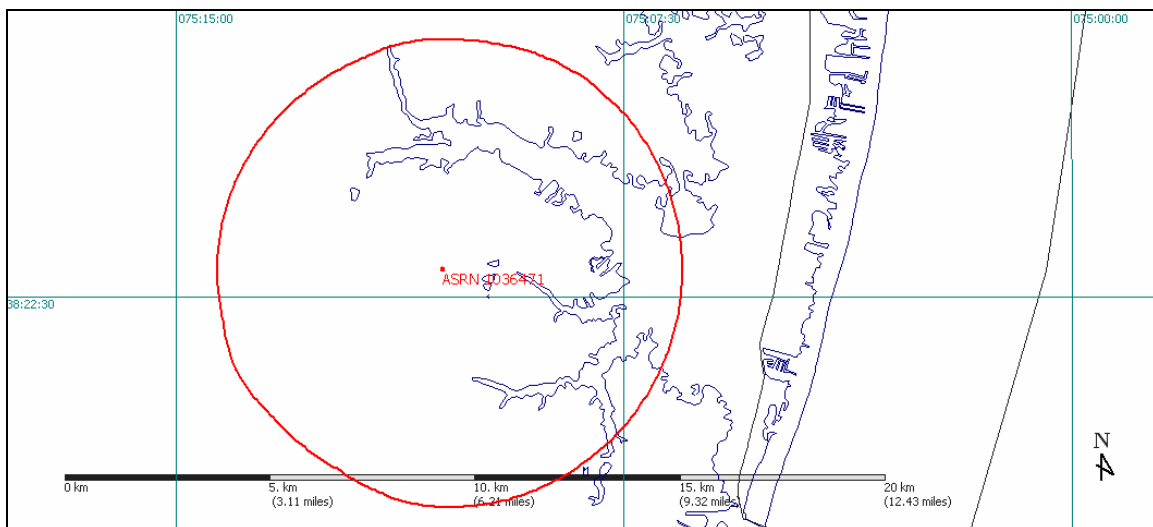 075:15:00
075:07:30
075:00:00
ASRN 1036471
38:22:30
N
0 km
5. km
(3.11 miles)
10. km
(6.21 miles)
15. km
(9.32 miles)
20 km
(12.43 miles)